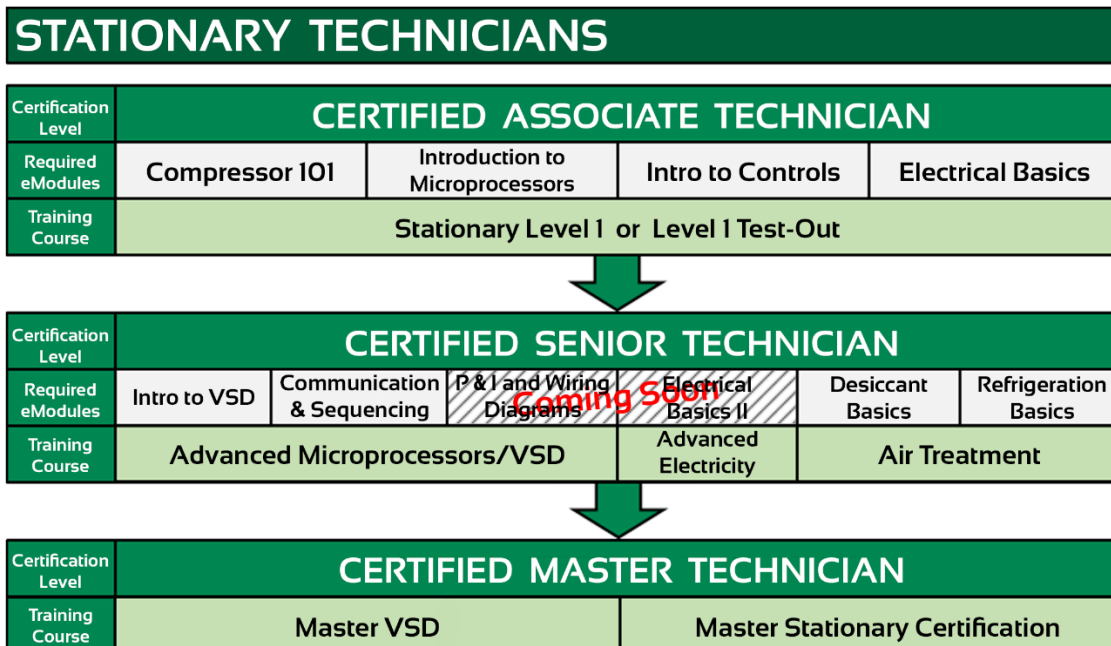 STATIONARY TECHNICIANS
Certification
Level
CERTIFIED ASSOCIATE TECHNICIAN
Required
eModules
Compressor 101
Introduction to
Microprocessors
Intro to Controls
Electrical Basics
Training
Course
Stationary Level 1 or Level 1 Test-Out
Certification
Level
CERTIFIED SENIOR TECHNICIAN
Required
eModules
Intro to VSD
Communication
& Sequencing
P & I and Wiring
Diagrams
Electrical
Basics II
Coming Soon
Desiccant
Basics
Refrigeration
Basics
Training
Course
Advanced Microprocessors/VSD
Advanced
Electricity
Air Treatment
Certification
Level
CERTIFIED MASTER TECHNICIAN
Training
Course
Master VSD
Master Stationary Certification